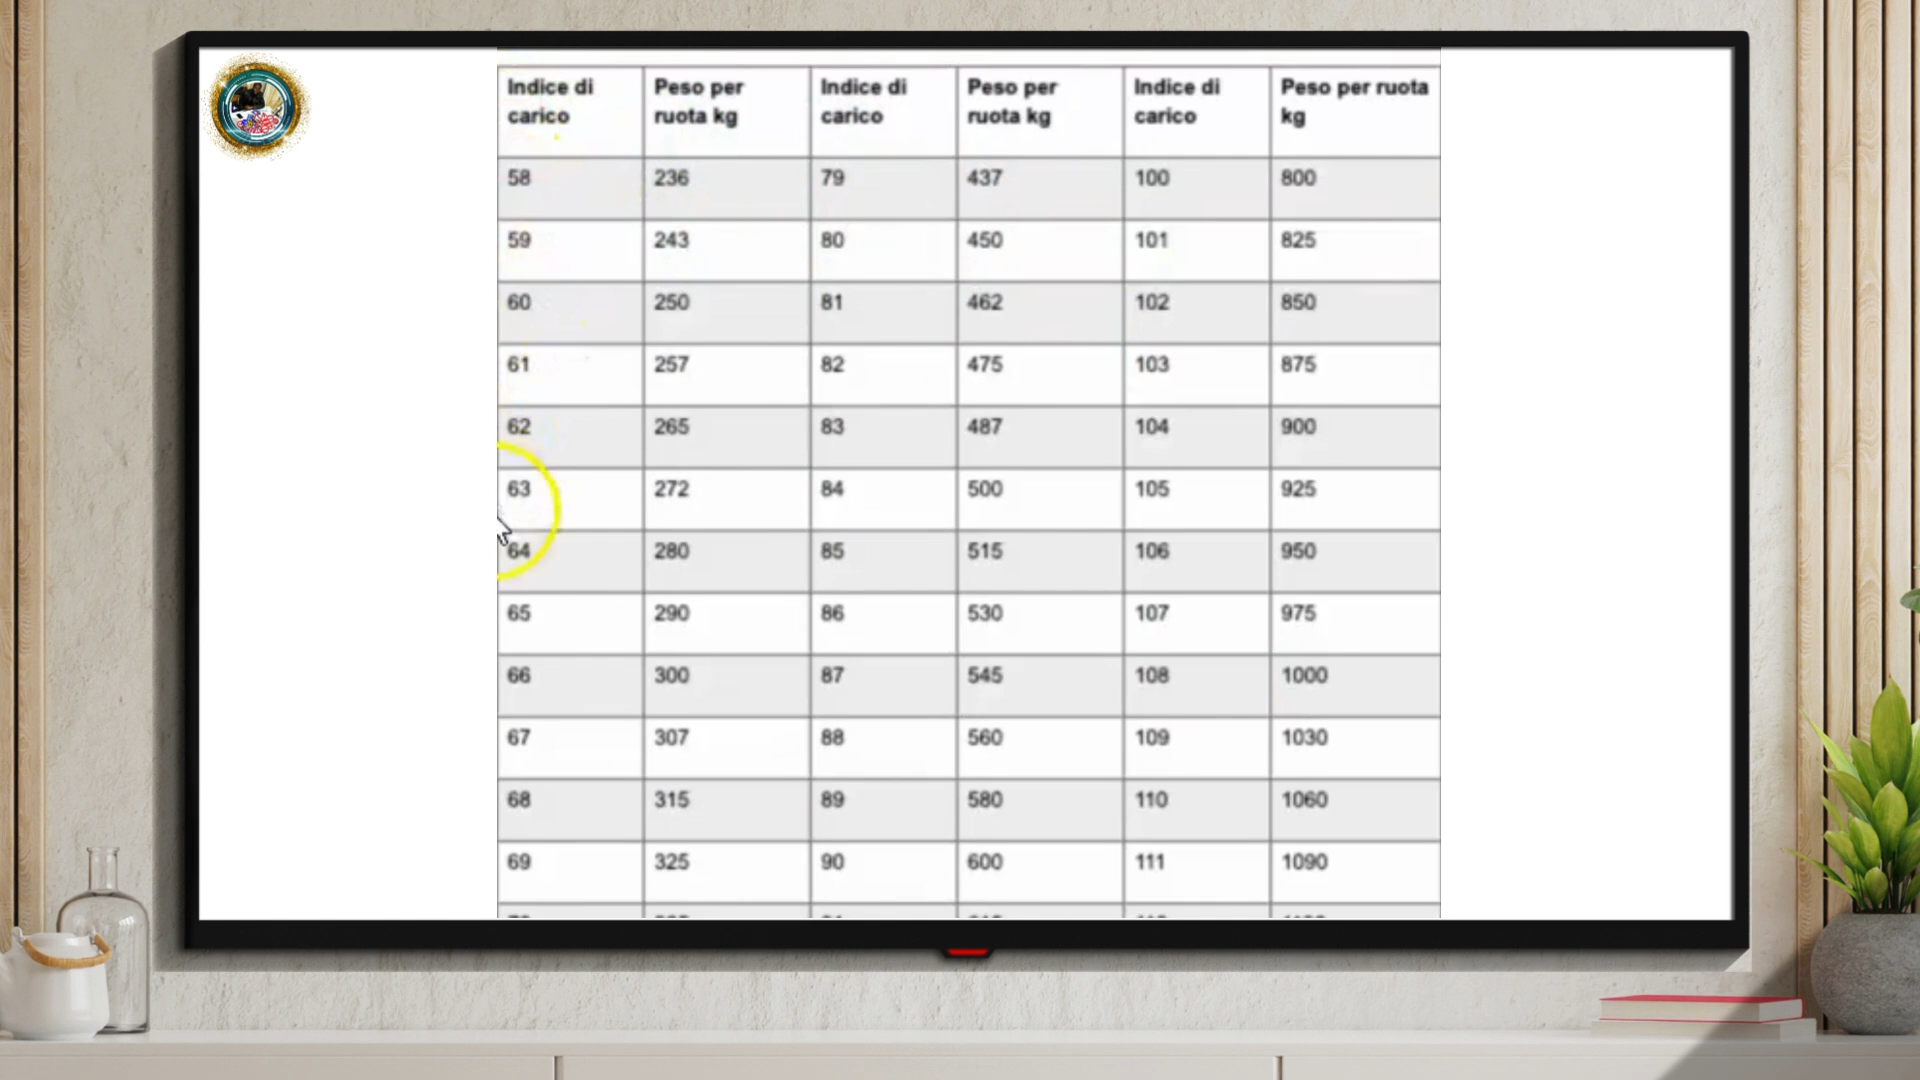 Indice di carico Peso per ruota kg Indice di carico Peso per ruota kg Indice di carico Peso per ruota kg
58 236 79 437 100 800
59 243 80 450 101 825
60 250 81 462 102 850
61 257 82 475 103 875
62 265 83 487 104 900
63 272 84 500 105 925
64 280 85 515 106 950
65 290 86 530 107 975
66 300 87 545 108 1000
67 307 88 560 109 1030
68 315 89 580 110 1060
69 325 90 600 111 1090